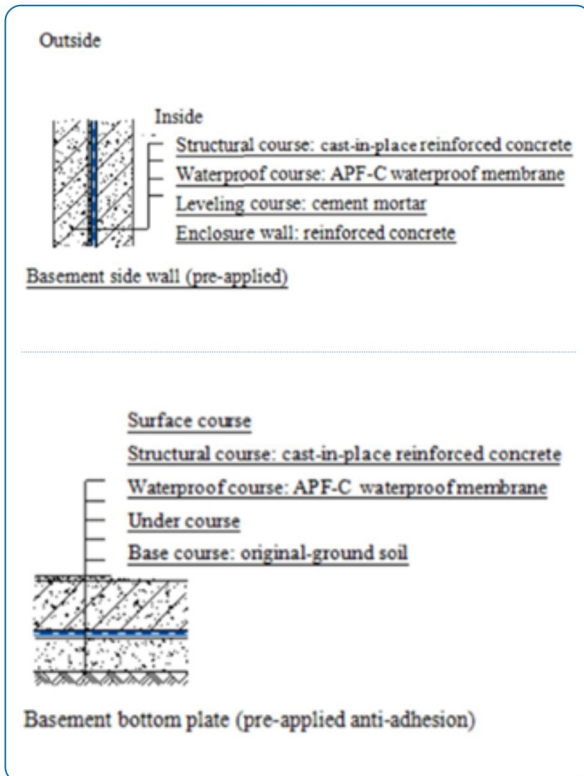 Outside
Inside
Structural course: cast-in-place reinforced concrete
Waterproof course: APF-C waterproof membrane
Leveling course: cement mortar
Enclosure wall: reinforced concrete
Basement side wall (pre-applied)
Surface course
Structural course: cast-in-place reinforced concrete
Waterproof course: APF-C waterproof membrane
Under course
Base course: original-ground soil
Basement bottom plate (pre-applied anti-adhesion)